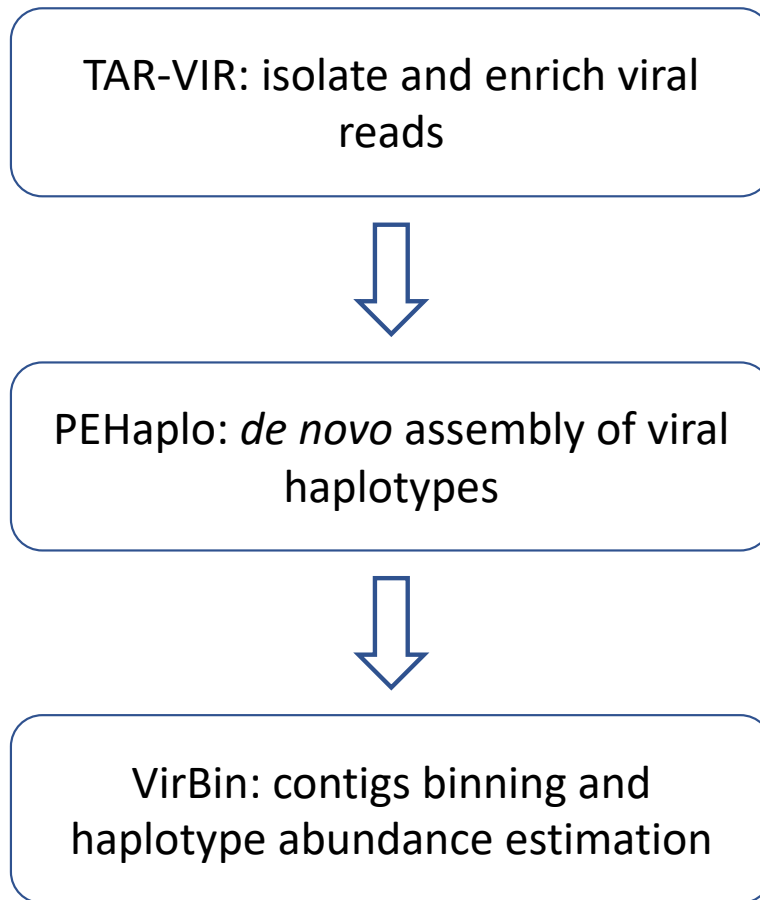 TAR-VIR: isolate and enrich viral
reads
PEHaplo: de novo assembly of viral
haplotypes
VirBin: contigs binning and
haplotype abundance estimation